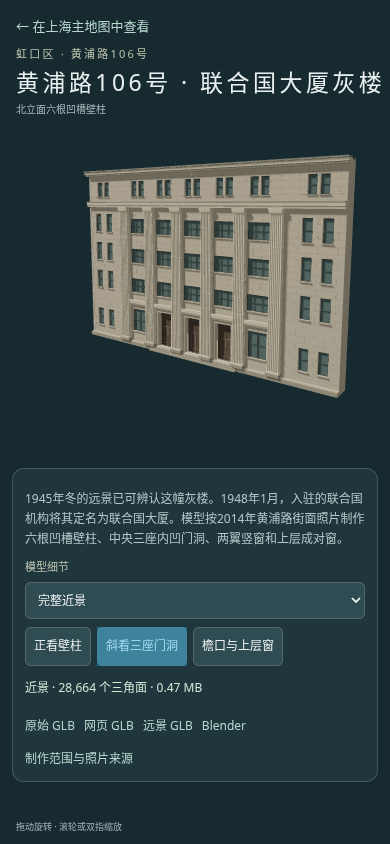 ← 在上海主地图中查看
虹口区 · 黄浦路106号
黄浦路106号 · 联合国大厦灰楼
北立面六根凹槽壁柱
1945年冬的远景已可辨认这幢灰楼。1948年1月，入驻的联合国
机构将其定名为联合国大厦。模型按2014年黄浦路街面照片制作
六根凹槽壁柱、中央三座内凹门洞、两翼竖窗和上层成对窗。
模型细节
完整近景
正看壁柱 斜看三座门洞 檐口与上层窗
近景 · 28,664 个三角面 · 0.47 MB
原始 GLB 网页 GLB 远景 GLB Blender
制作范围与照片来源
拖动旋转 · 滚轮或双指缩放